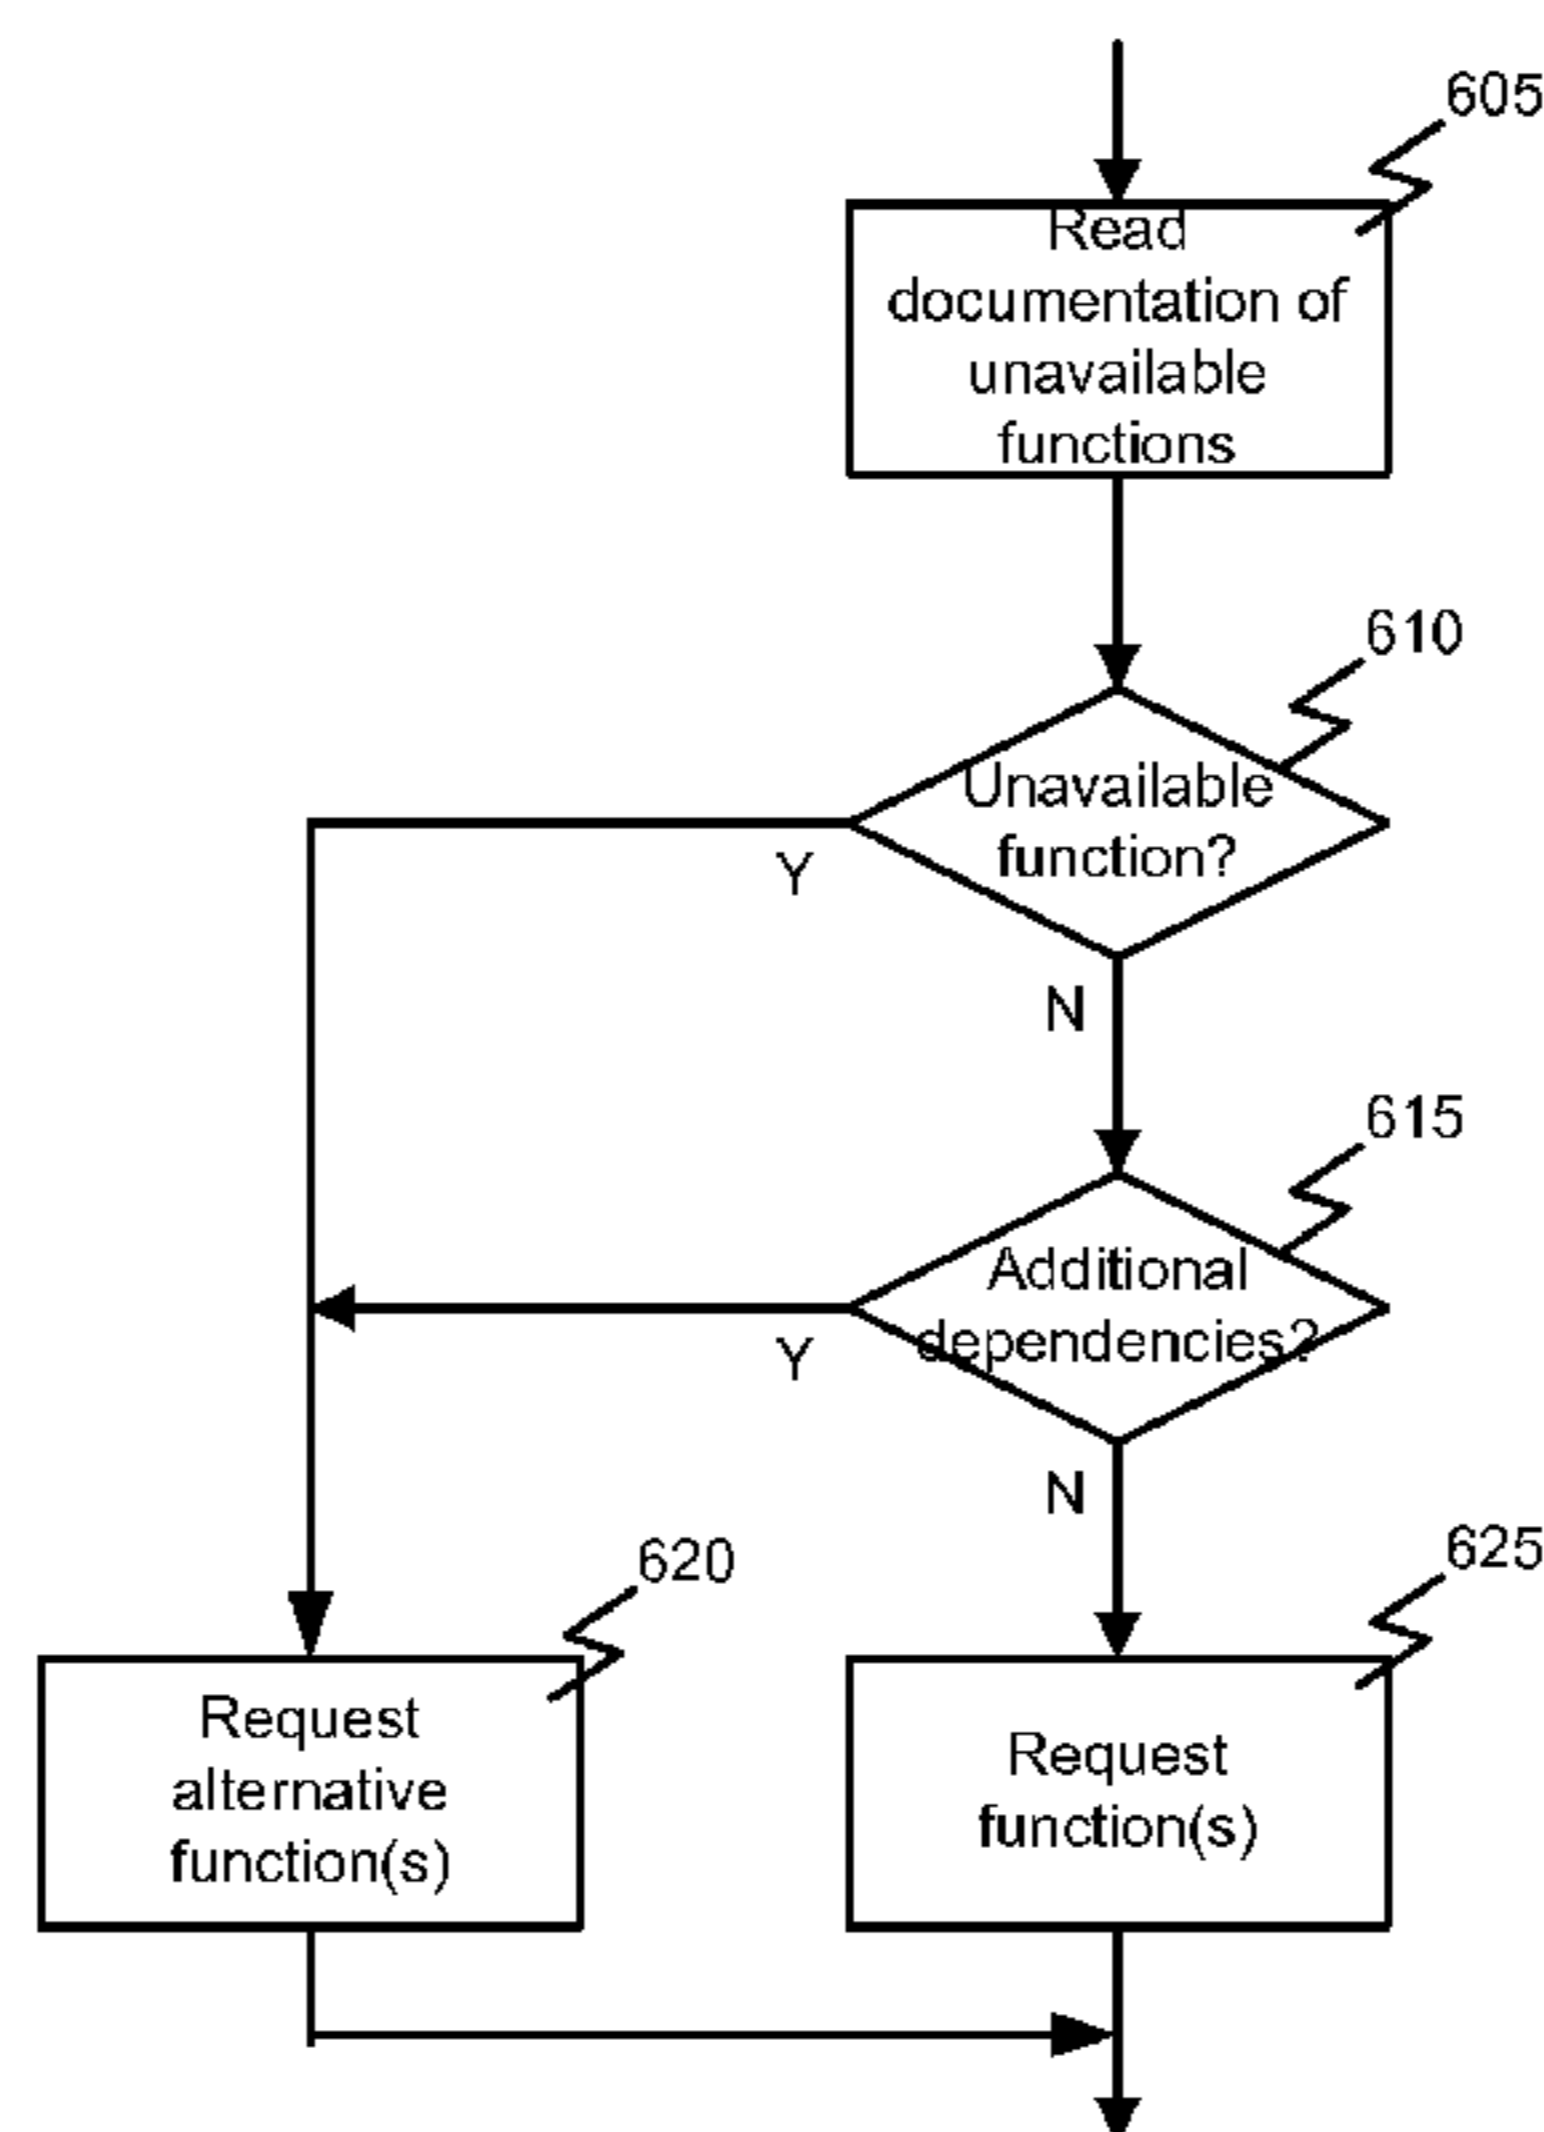 605
Read
documentation of
unavailable
functions
610
Unavailable
function?
Y
N
615
Additional
dependencies?
Y
N
620
625
Request
alternative
function(s)
Request
function(s)